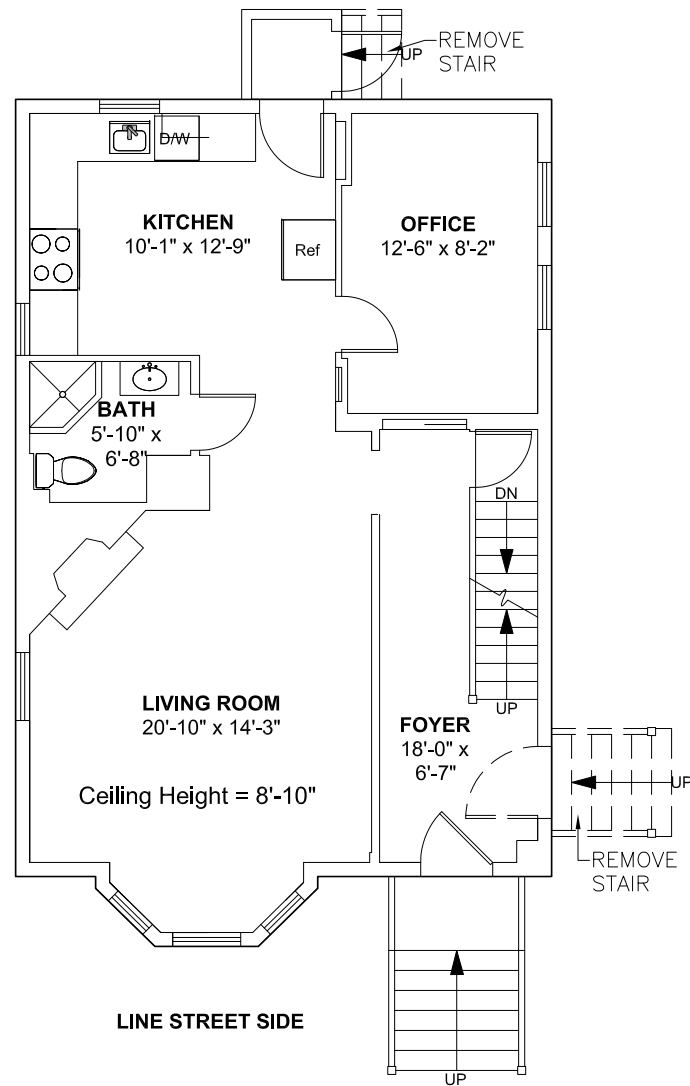 REMOVE
STAIR
UP
D/W
KITCHEN
10'-1" x 12'-9"
Ref
OFFICE
12'-6" x 8'-2"
BATH
5'-10" x
6'-8"
DN
UP
LIVING ROOM
20'-10" x 14'-3"
Ceiling Height = 8'-10"
FOYER
18'-0" x
6'-7"
UP
REMOVE
STAIR
LINE STREET SIDE
UP